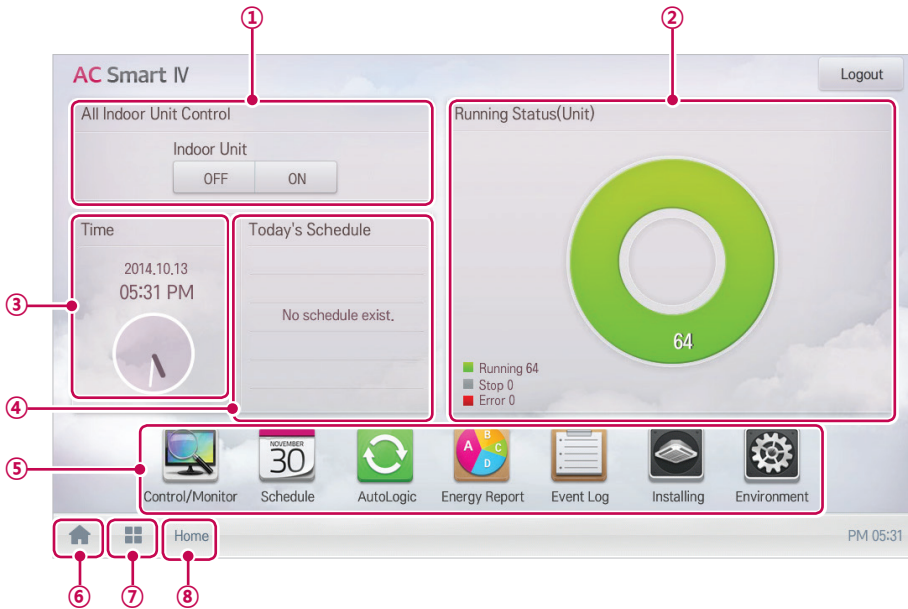 ① ②
AC Smart IV
Logout
All Indoor Unit Control
Indoor Unit
OFF ON
Running Status(Unit)
64
Running 64
Stop 0
Error 0
③
Time
2014.10.13
05:31 PM
④
Today's Schedule
No schedule exist.
⑤
NOVEMBER
30
A B C D
Control/Monitor Schedule AutoLogic Energy Report Event Log Installing Environment
Home PM 05:31
⑥ ⑦ ⑧